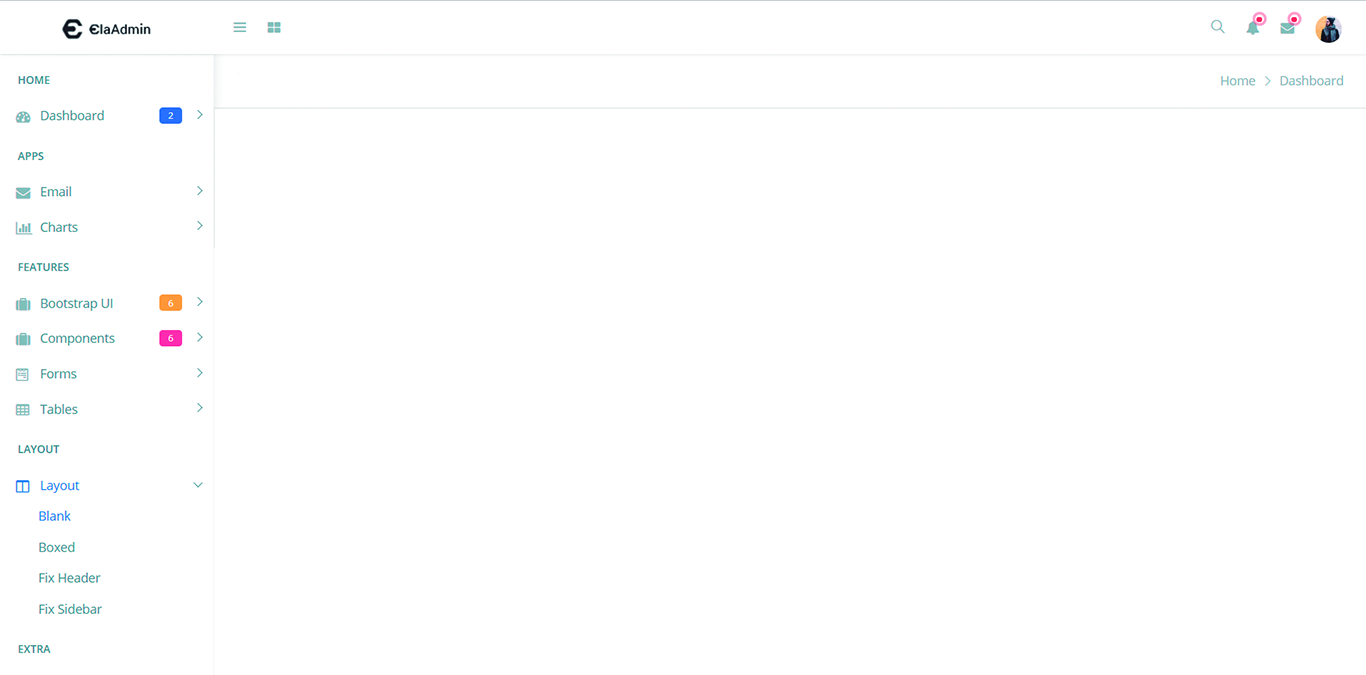 ElaAdmin
Home > Dashboard
HOME
Dashboard 2
APPS
Email
Charts
FEATURES
Bootstrap UI 6
Components 6
Forms
Tables
LAYOUT
Layout
Blank
Boxed
Fix Header
Fix Sidebar
EXTRA